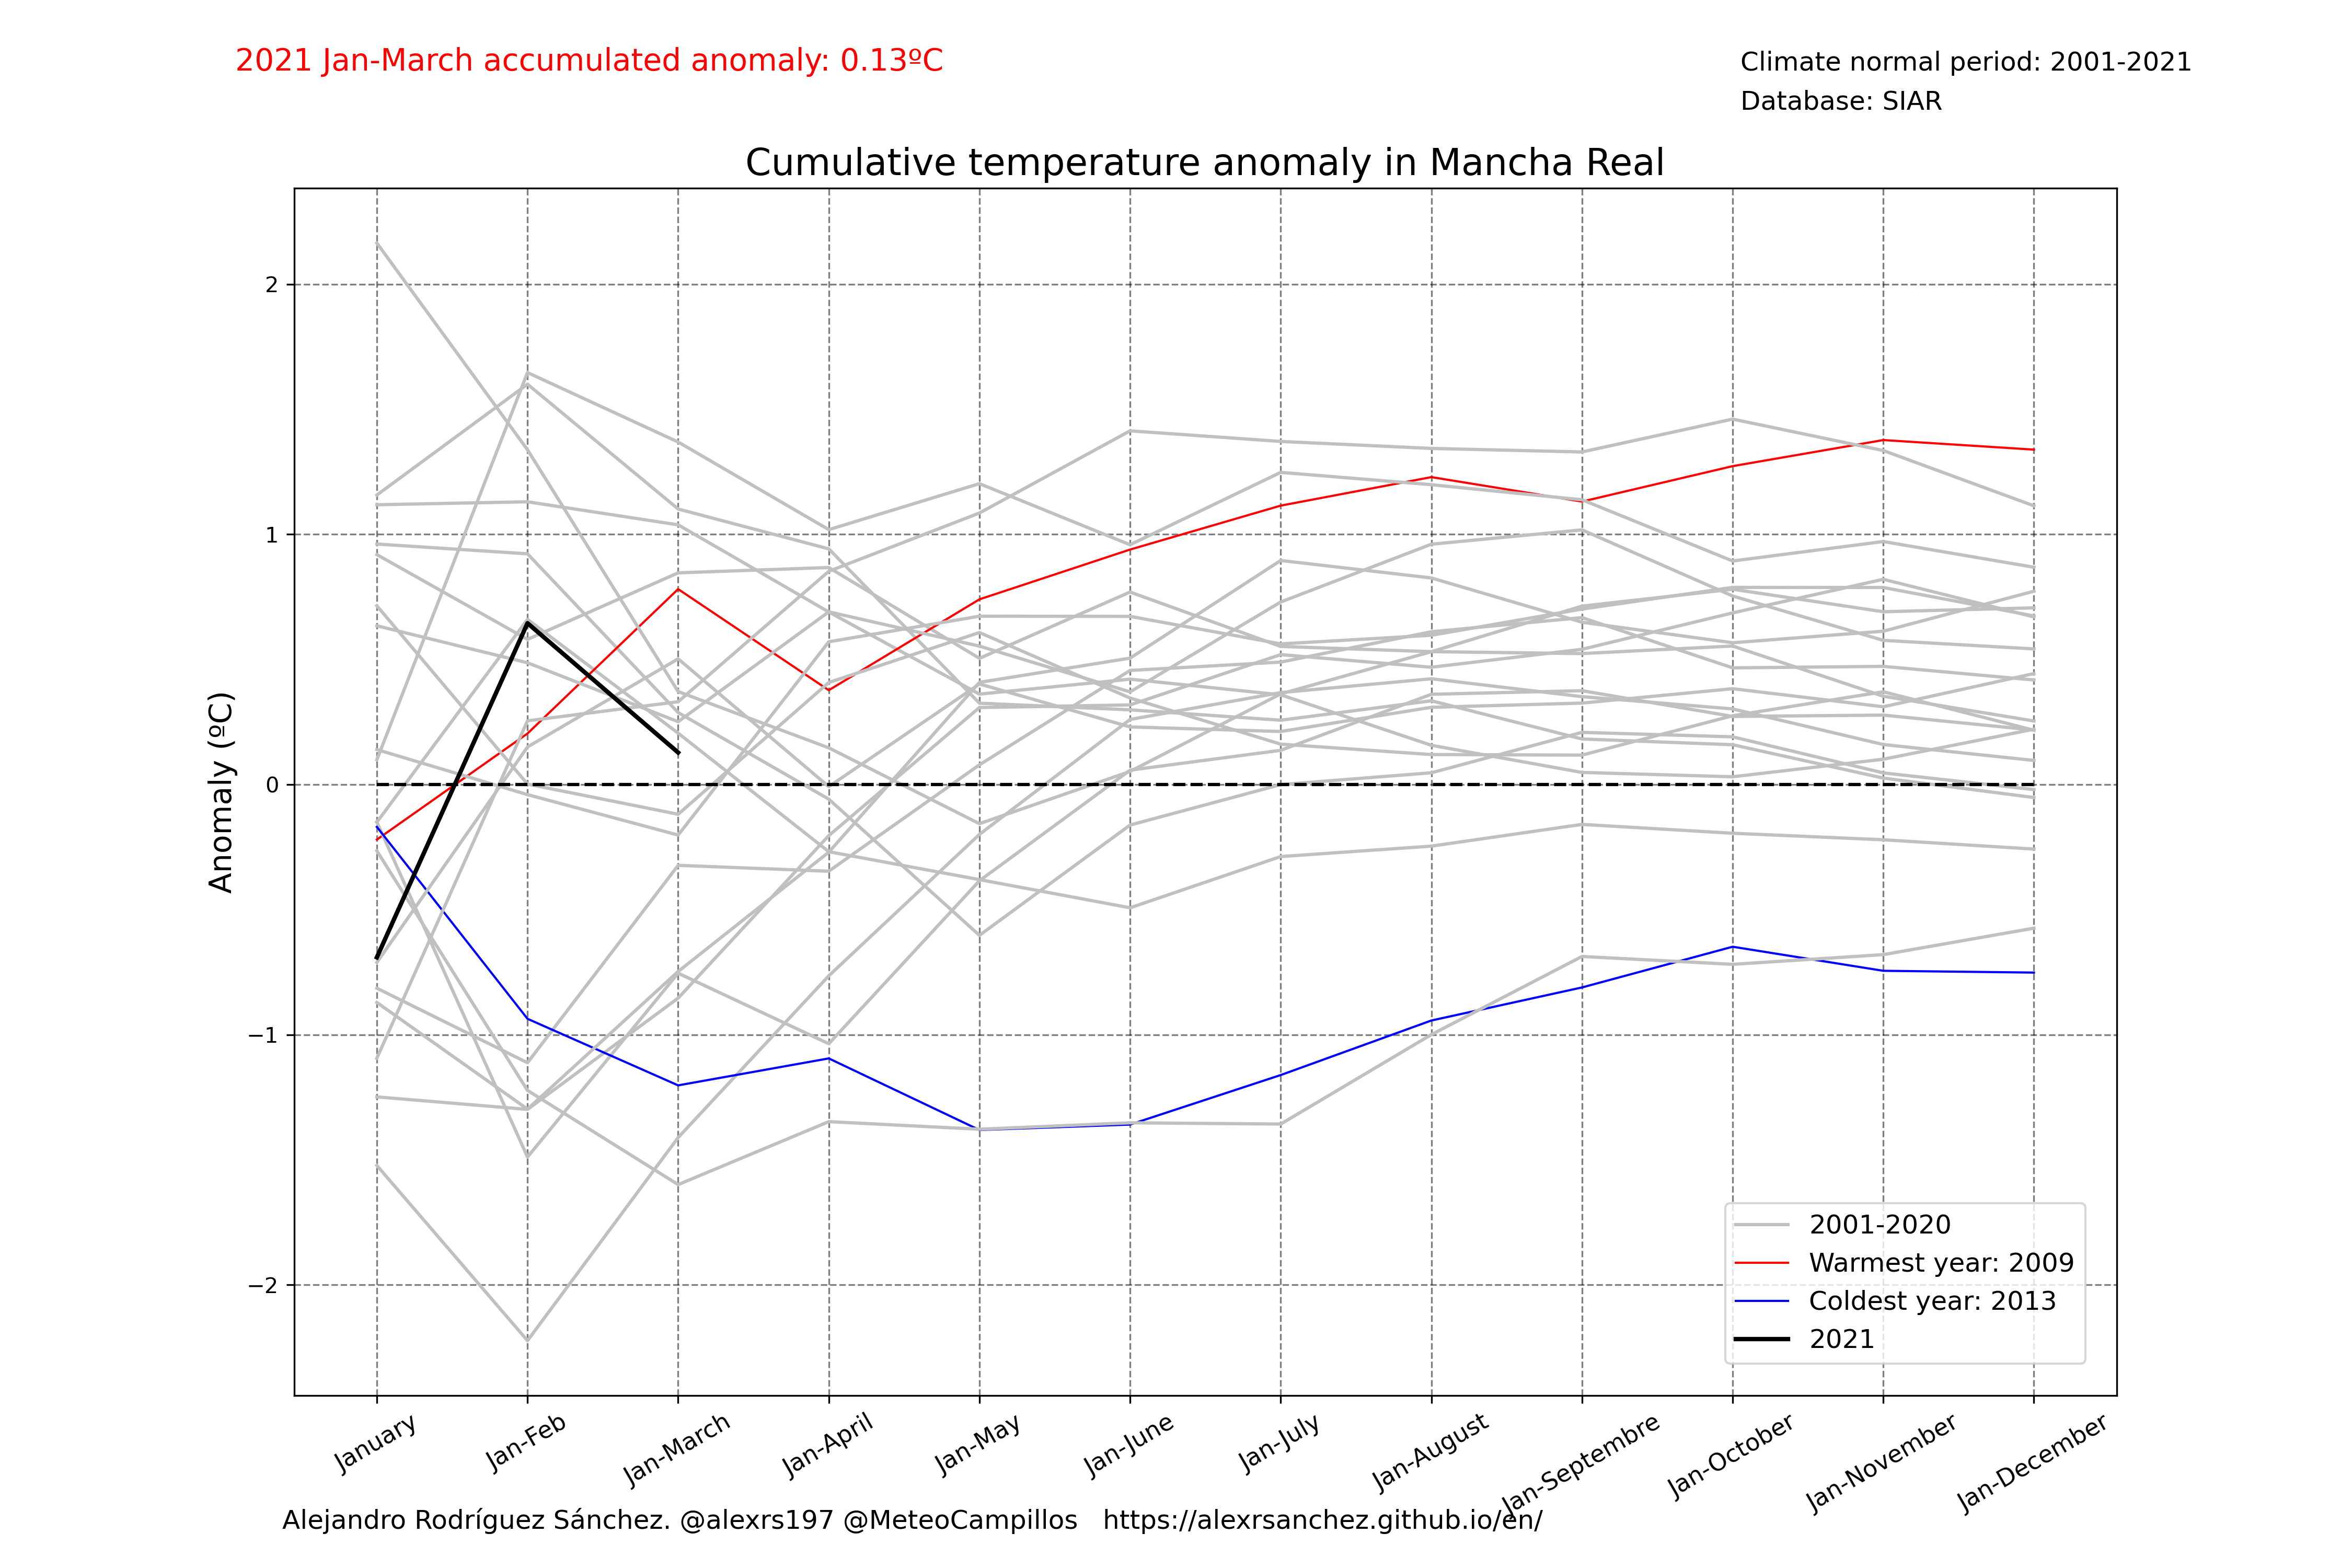 2021 Jan-March accumulated anomaly: 0.13ºC
Climate normal period: 2001-2021
Database: SIAR
Cumulative temperature anomaly in Mancha Real
Anomaly (ºC)
2
1
0
−1
−2
January
Jan-Feb
Jan-March
Jan-April
Jan-May
Jan-June
Jan-July
Jan-August
Jan-Septembre
Jan-October
Jan-November
Jan-December
2001-2020
Warmest year: 2009
Coldest year: 2013
2021
Alejandro Rodríguez Sánchez. @alexrs197 @MeteoCampillos   https://alexrsanchez.github.io/en/